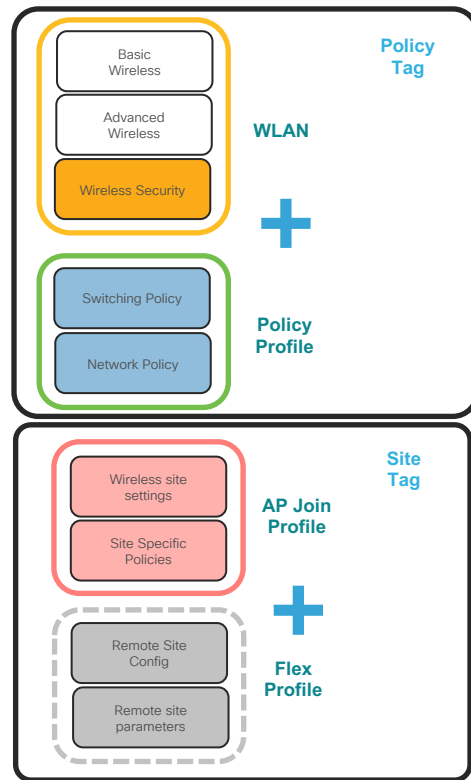 Policy
Tag
Basic
Wireless
Advanced
Wireless
WLAN
Wireless Security
Switching Policy
Policy
Profile
Network Policy
Site
Tag
Wireless site
settings
AP Join
Profile
Site Specific
Policies
Remote Site
Config
Flex
Profile
Remote site
parameters